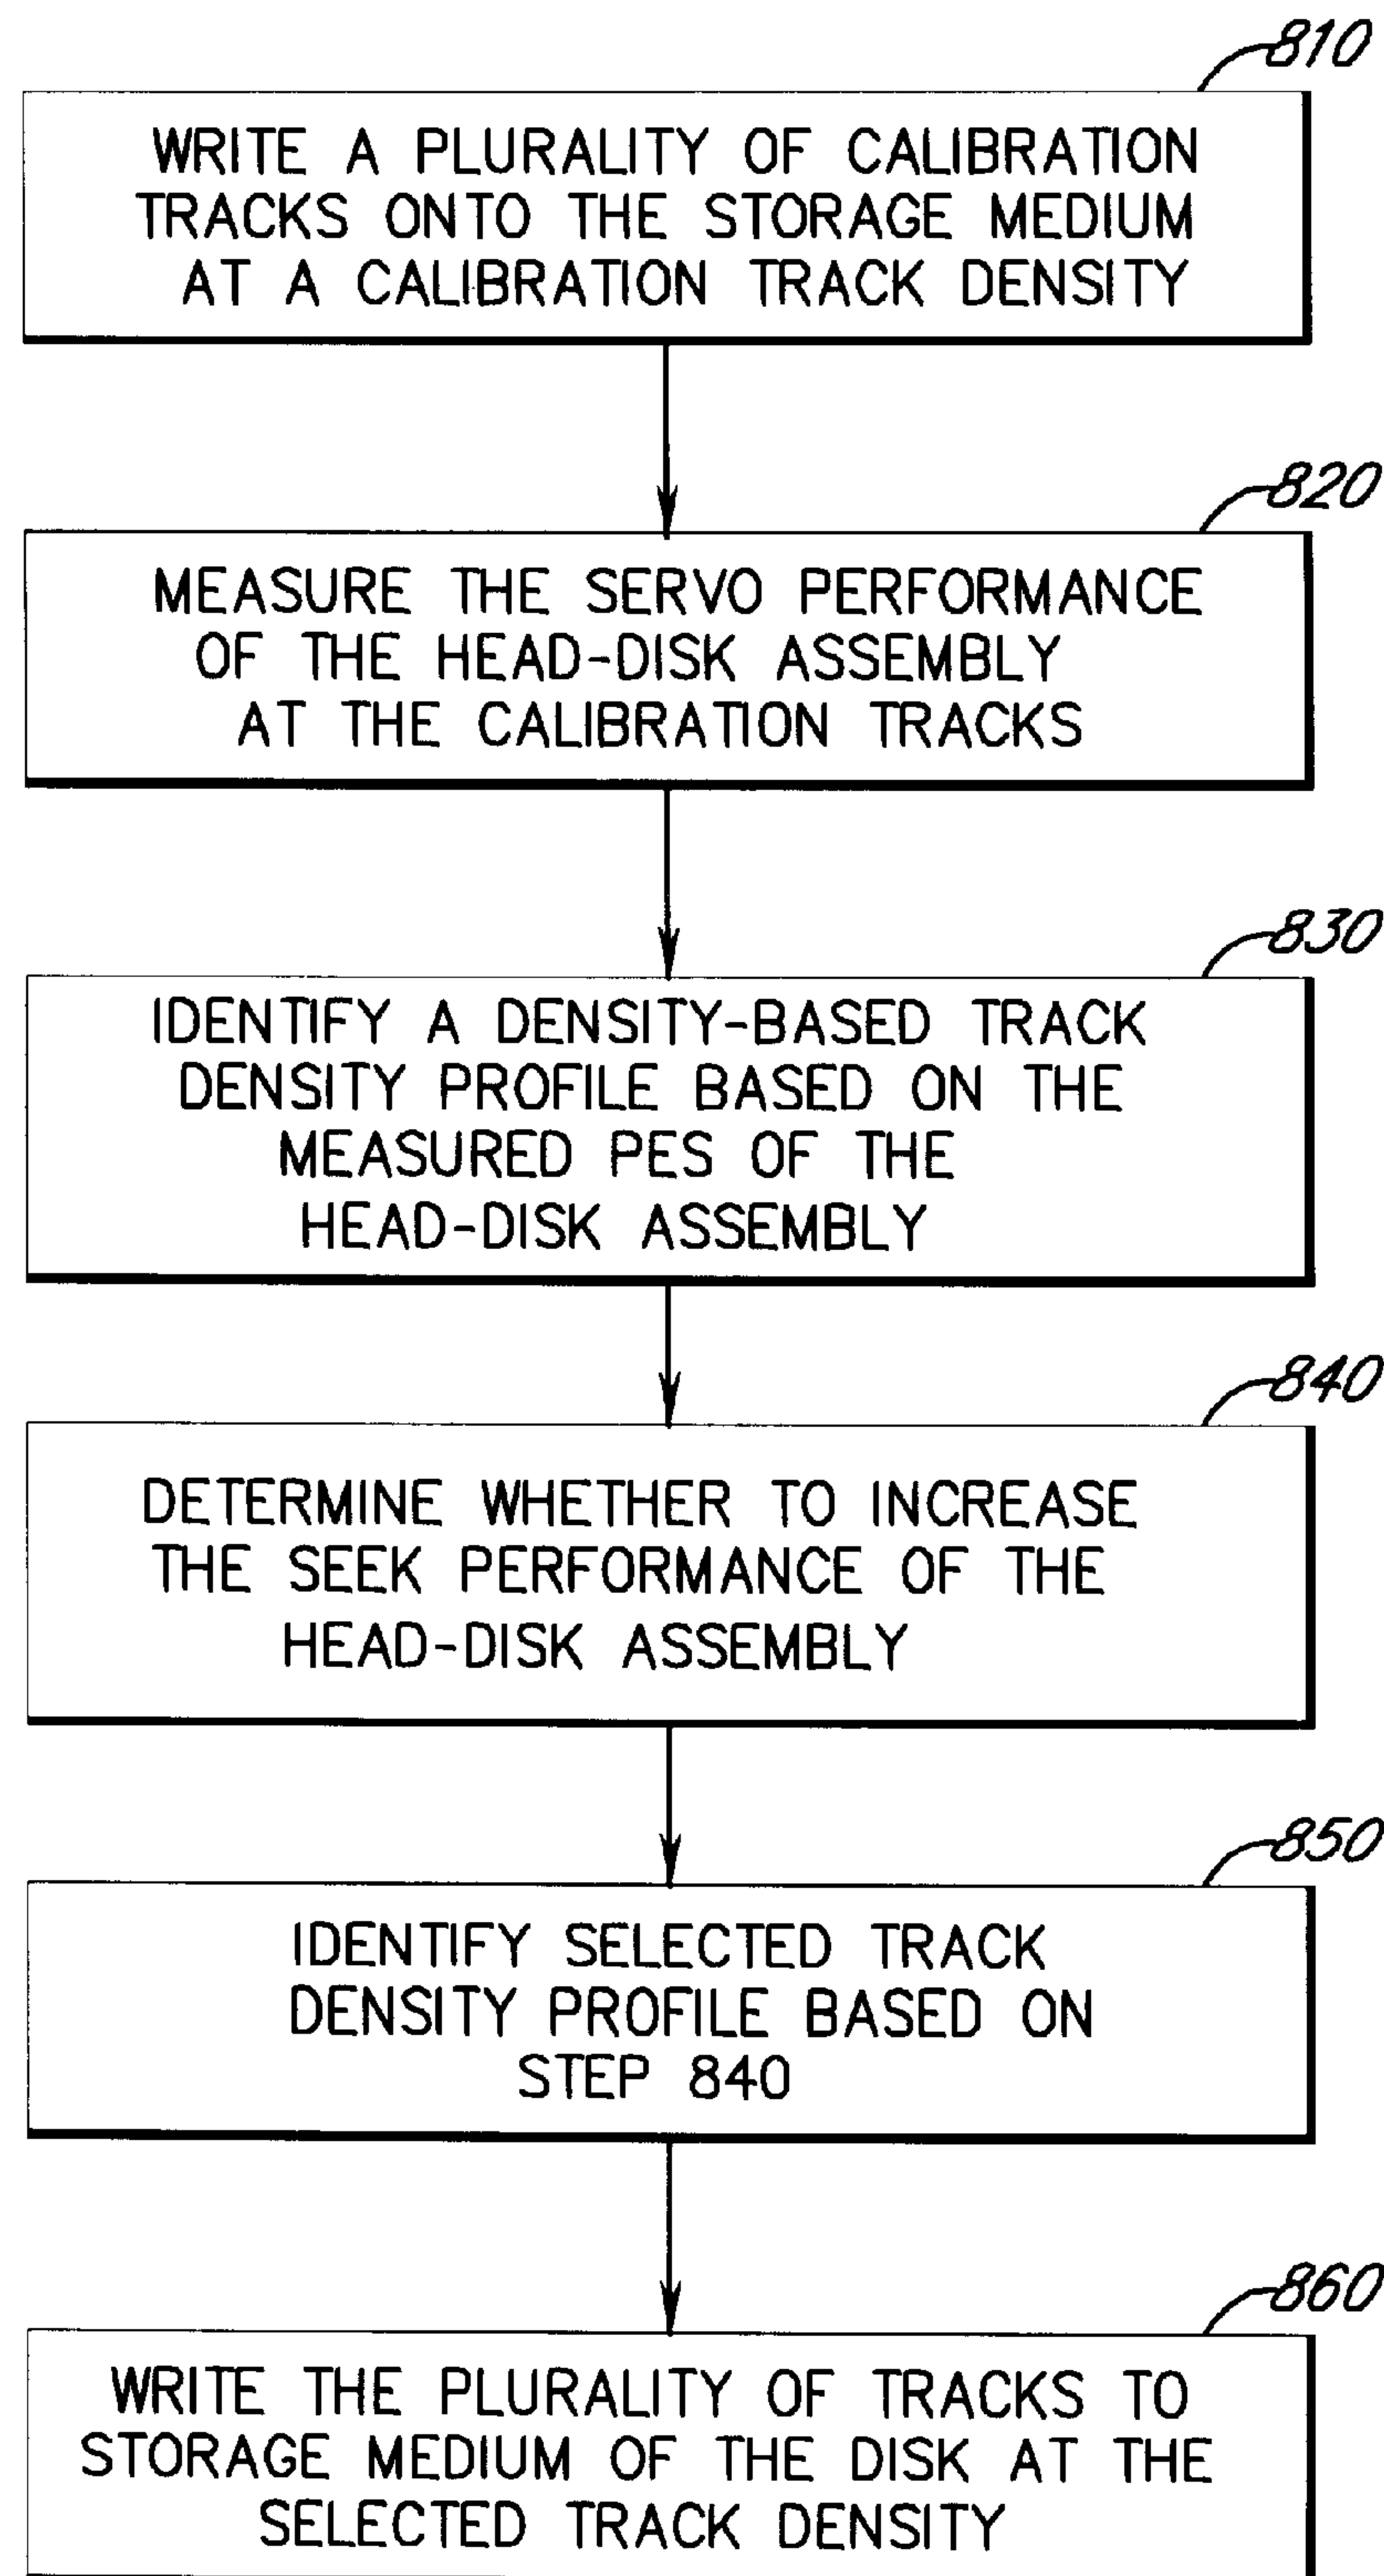 810
WRITE A PLURALITY OF CALIBRATION
TRACKS ONTO THE STORAGE MEDIUM
AT A CALIBRATION TRACK DENSITY
820
MEASURE THE SERVO PERFORMANCE
OF THE HEAD-DISK ASSEMBLY
AT THE CALIBRATION TRACKS
830
IDENTIFY A DENSITY-BASED TRACK
DENSITY PROFILE BASED ON THE
MEASURED PES OF THE
HEAD-DISK ASSEMBLY
840
DETERMINE WHETHER TO INCREASE
THE SEEK PERFORMANCE OF THE
HEAD-DISK ASSEMBLY
850
IDENTIFY SELECTED TRACK
DENSITY PROFILE BASED ON
STEP 840
860
WRITE THE PLURALITY OF TRACKS TO
STORAGE MEDIUM OF THE DISK AT THE
SELECTED TRACK DENSITY